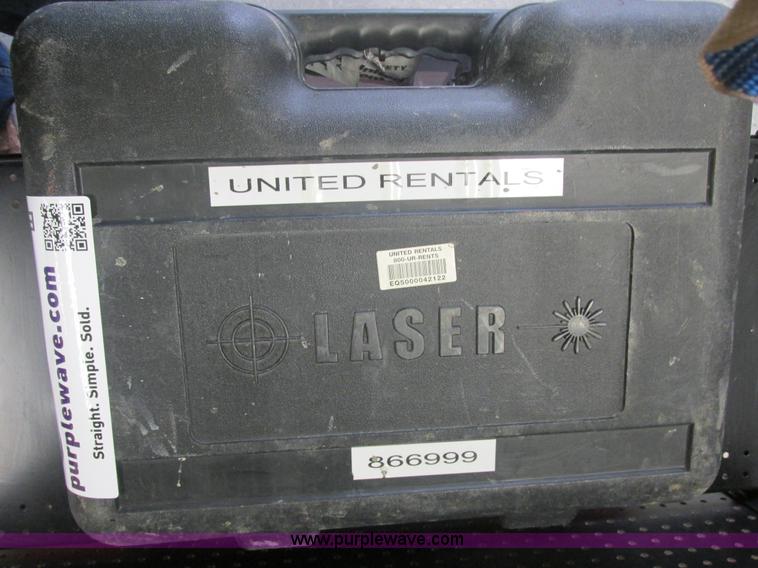 UNITED RENTALS
UNITED RENTALS
800-UR-RENTS
EQ5000042122
LASER
866999
purplewave.com
Straight. Simple. Sold.
www.purplewave.com